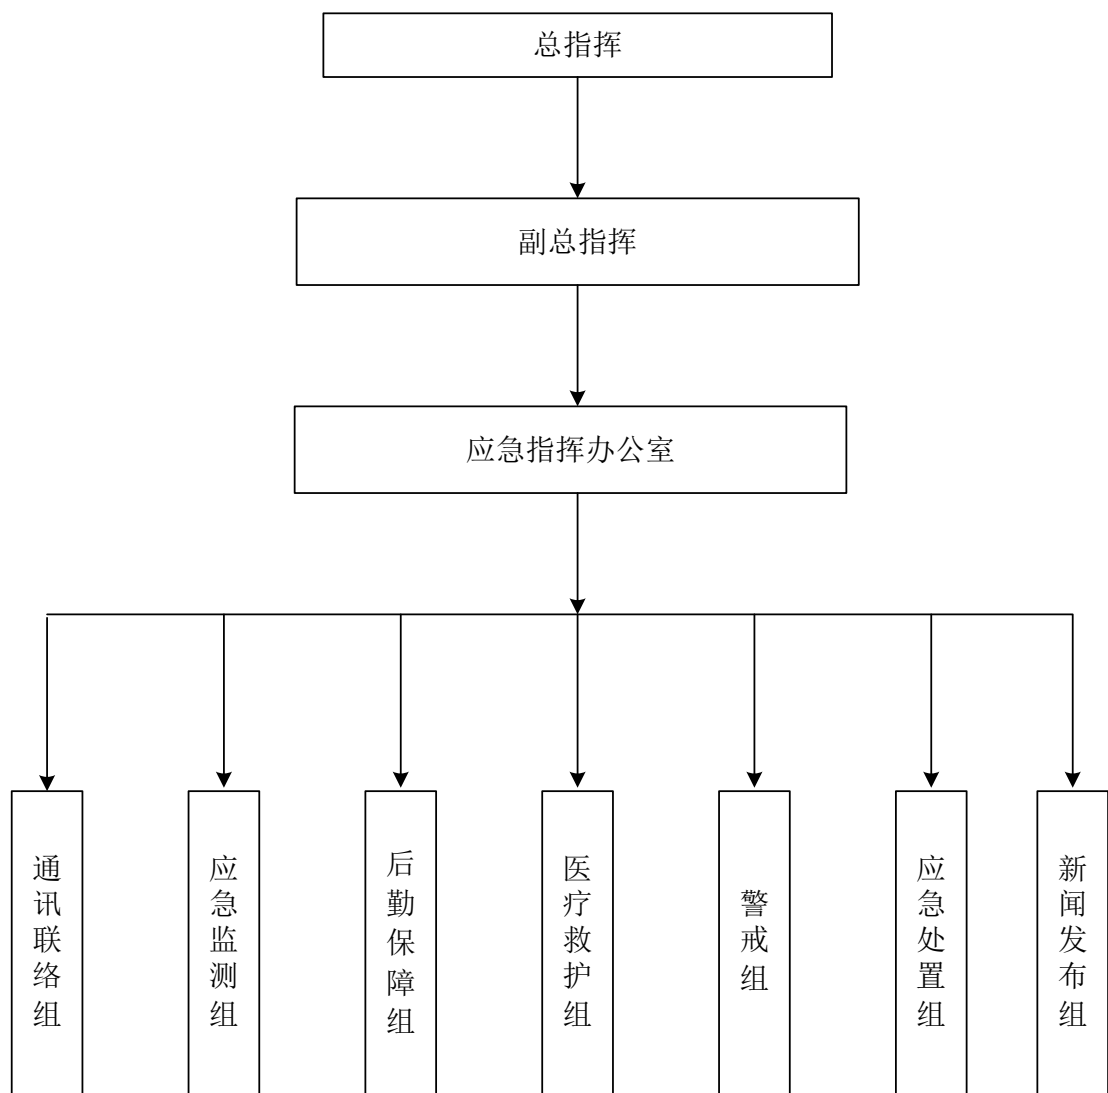 总指挥
副总指挥
应急指挥办公室
通讯联络组
应急监测组
后勤保障组
医疗救护组
警戒组
应急处置组
新闻发布组